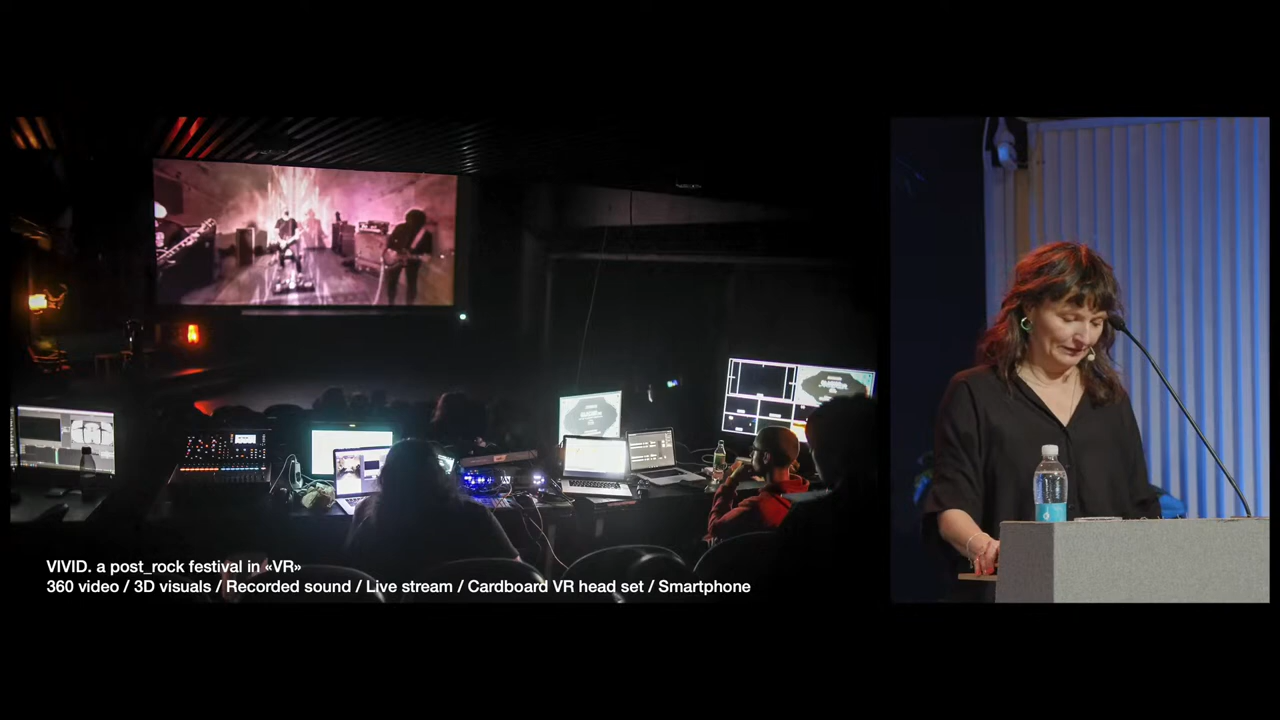 VIVID. a post_rock festival in «VR»
360 video / 3D visuals / Recorded sound / Live stream / Cardboard VR head set / Smartphone